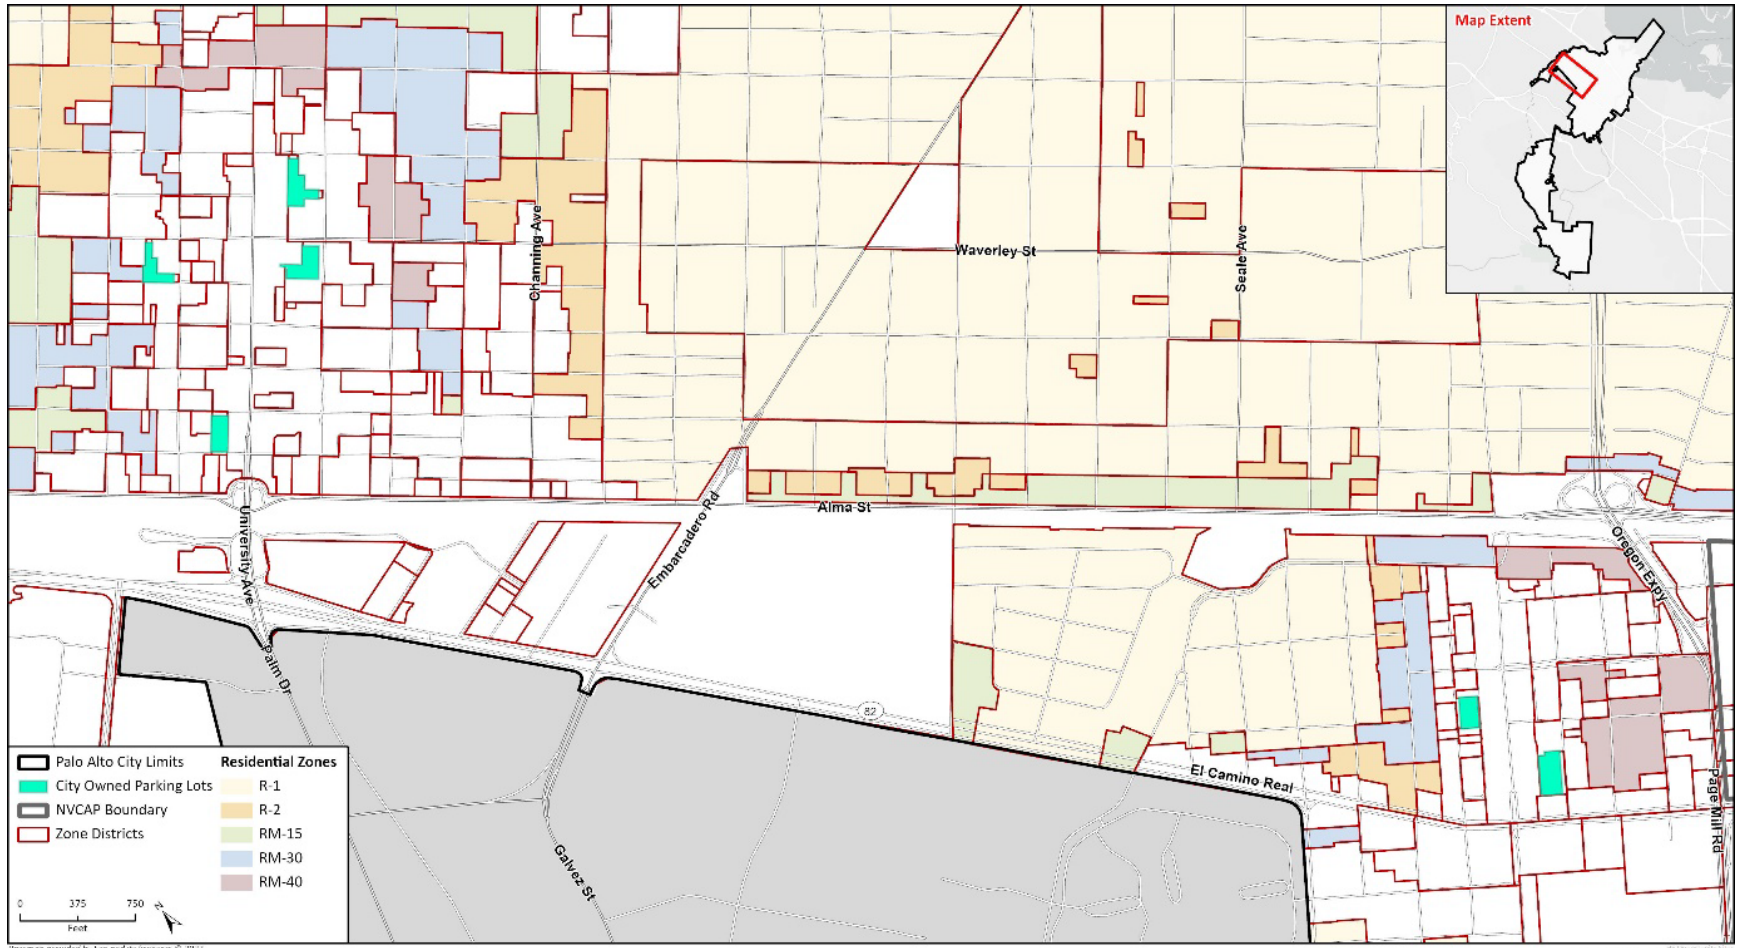 Map Extent
Channing Ave
Waverley St
Seale Ave
Alma St
University Ave
Embarcadero Rd
Oregon Expy
Palm Dr
82
El Camino Real
Page Mill Rd
Galvez St
Palo Alto City Limits
City Owned Parking Lots
NVCAP Boundary
Zone Districts
Residential Zones
R-1
R-2
RM-15
RM-30
RM-40
0 375 750
Feet
N